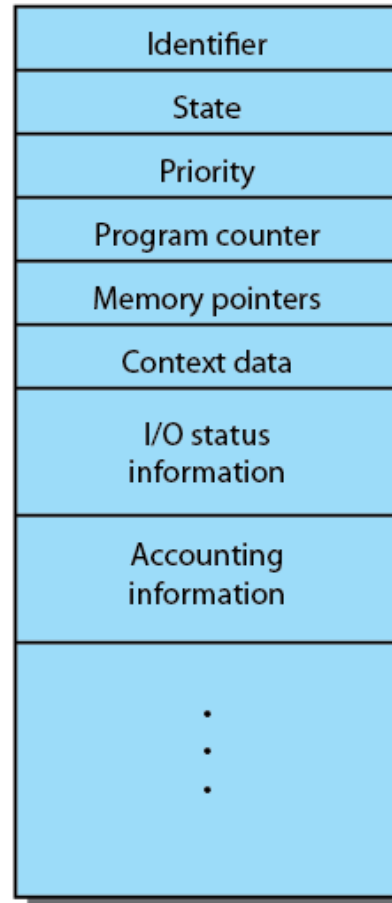 Identifier
State
Priority
Program counter
Memory pointers
Context data
I/O status
information
Accounting
information
.
.
.